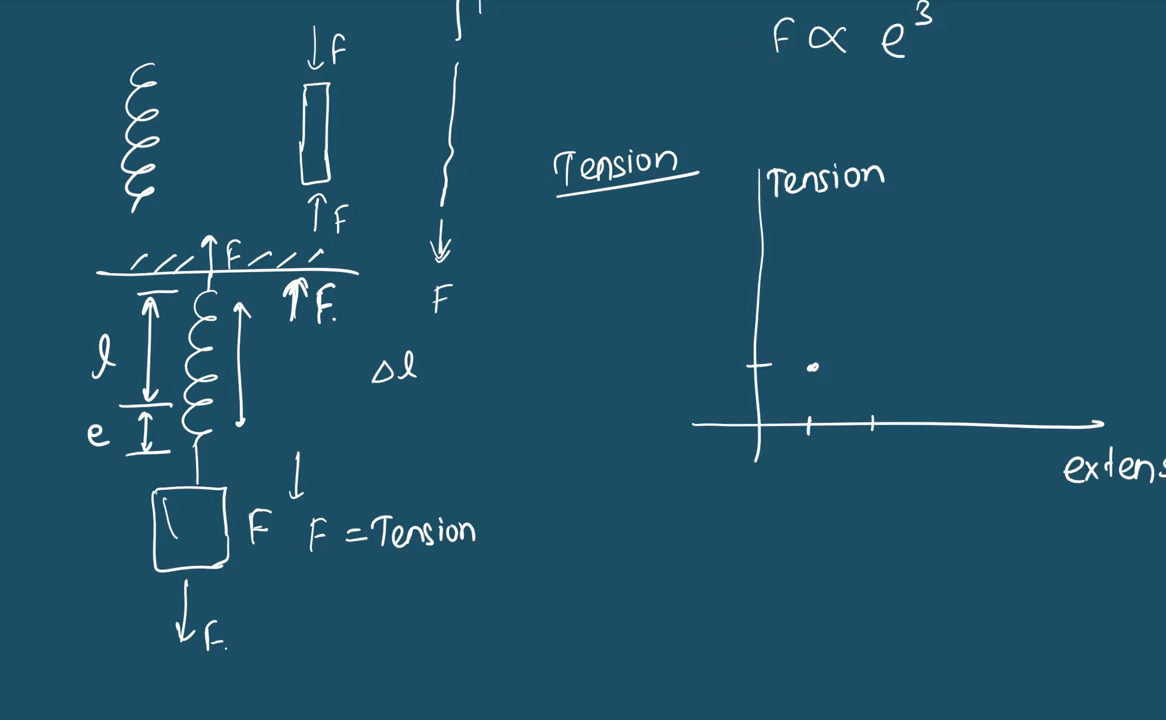 F ∝ e³
F
F
F
F
F.
l
e
Δl
F
F = Tension
F.
Tension
Tension
extens